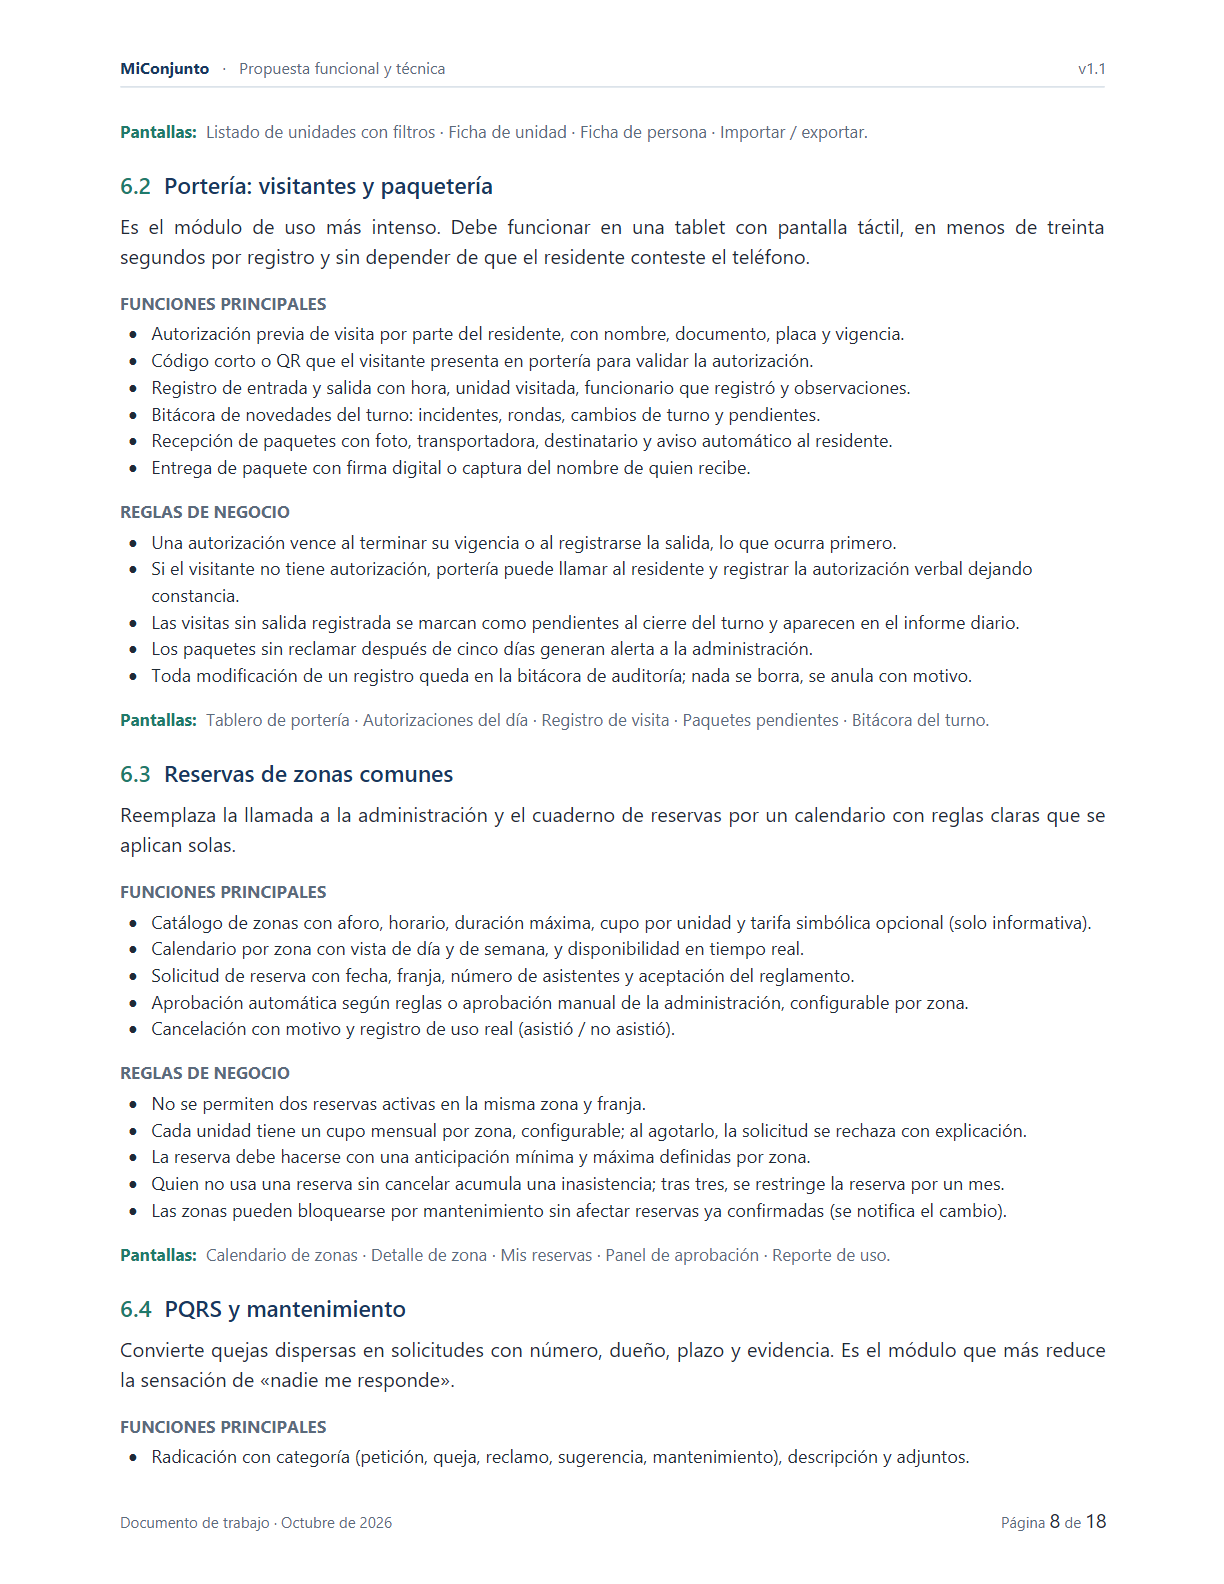 MiConjunto · Propuesta funcional y técnica v1.1
Pantallas: Listado de unidades con filtros · Ficha de unidad · Ficha de persona · Importar / exportar.
6.2 Portería: visitantes y paquetería
Es el módulo de uso más intenso. Debe funcionar en una tablet con pantalla táctil, en menos de treinta
segundos por registro y sin depender de que el residente conteste el teléfono.
FUNCIONES PRINCIPALES
• Autorización previa de visita por parte del residente, con nombre, documento, placa y vigencia.
• Código corto o QR que el visitante presenta en portería para validar la autorización.
• Registro de entrada y salida con hora, unidad visitada, funcionario que registró y observaciones.
• Bitácora de novedades del turno: incidentes, rondas, cambios de turno y pendientes.
• Recepción de paquetes con foto, transportadora, destinatario y aviso automático al residente.
• Entrega de paquete con firma digital o captura del nombre de quien recibe.
REGLAS DE NEGOCIO
• Una autorización vence al terminar su vigencia o al registrarse la salida, lo que ocurra primero.
• Si el visitante no tiene autorización, portería puede llamar al residente y registrar la autorización verbal dejando
constancia.
• Las visitas sin salida registrada se marcan como pendientes al cierre del turno y aparecen en el informe diario.
• Los paquetes sin reclamar después de cinco días generan alerta a la administración.
• Toda modificación de un registro queda en la bitácora de auditoría; nada se borra, se anula con motivo.
Pantallas: Tablero de portería · Autorizaciones del día · Registro de visita · Paquetes pendientes · Bitácora del turno.
6.3 Reservas de zonas comunes
Reemplaza la llamada a la administración y el cuaderno de reservas por un calendario con reglas claras que se
aplican solas.
FUNCIONES PRINCIPALES
• Catálogo de zonas con aforo, horario, duración máxima, cupo por unidad y tarifa simbólica opcional (solo informativa).
• Calendario por zona con vista de día y de semana, y disponibilidad en tiempo real.
• Solicitud de reserva con fecha, franja, número de asistentes y aceptación del reglamento.
• Aprobación automática según reglas o aprobación manual de la administración, configurable por zona.
• Cancelación con motivo y registro de uso real (asistió / no asistió).
REGLAS DE NEGOCIO
• No se permiten dos reservas activas en la misma zona y franja.
• Cada unidad tiene un cupo mensual por zona, configurable; al agotarlo, la solicitud se rechaza con explicación.
• La reserva debe hacerse con una anticipación mínima y máxima definidas por zona.
• Quien no usa una reserva sin cancelar acumula una inasistencia; tras tres, se restringe la reserva por un mes.
• Las zonas pueden bloquearse por mantenimiento sin afectar reservas ya confirmadas (se notifica el cambio).
Pantallas: Calendario de zonas · Detalle de zona · Mis reservas · Panel de aprobación · Reporte de uso.
6.4 PQRS y mantenimiento
Convierte quejas dispersas en solicitudes con número, dueño, plazo y evidencia. Es el módulo que más reduce
la sensación de «nadie me responde».
FUNCIONES PRINCIPALES
• Radicación con categoría (petición, queja, reclamo, sugerencia, mantenimiento), descripción y adjuntos.
Documento de trabajo · Octubre de 2026 Página 8 de 18